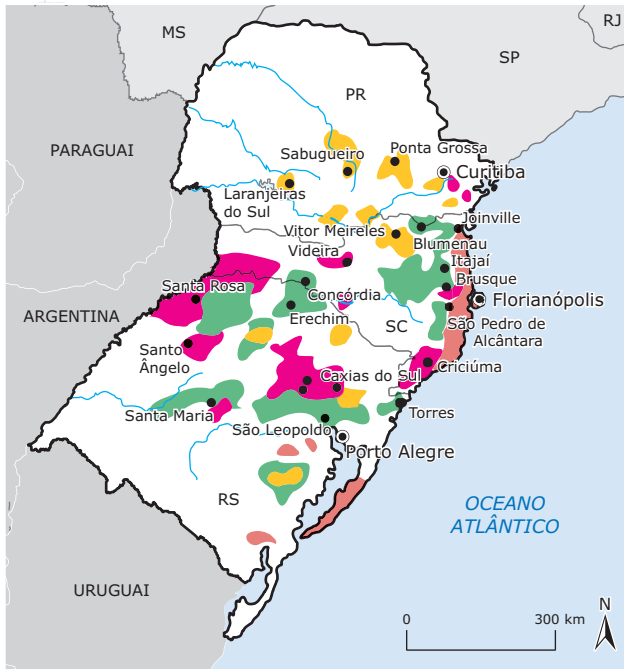 MS
RJ
SP
PR
PARAGUAI
Ponta Grossa
Sabugueiro
Curitiba
Laranjeiras
do Sul
Joinville
Vitor Meireles
Blumenau
Videira
Itajaí
Santa Rosa
Brusque
Concórdia
Florianópolis
ARGENTINA
Erechim
SC
São Pedro de
Alcântara
Santo
Ângelo
Caxias do Sul
Criciúma
Santa Maria
Torres
São Leopoldo
Porto Alegre
RS
OCEANO
ATLÂNTICO
URUGUAI
0
300 km
N